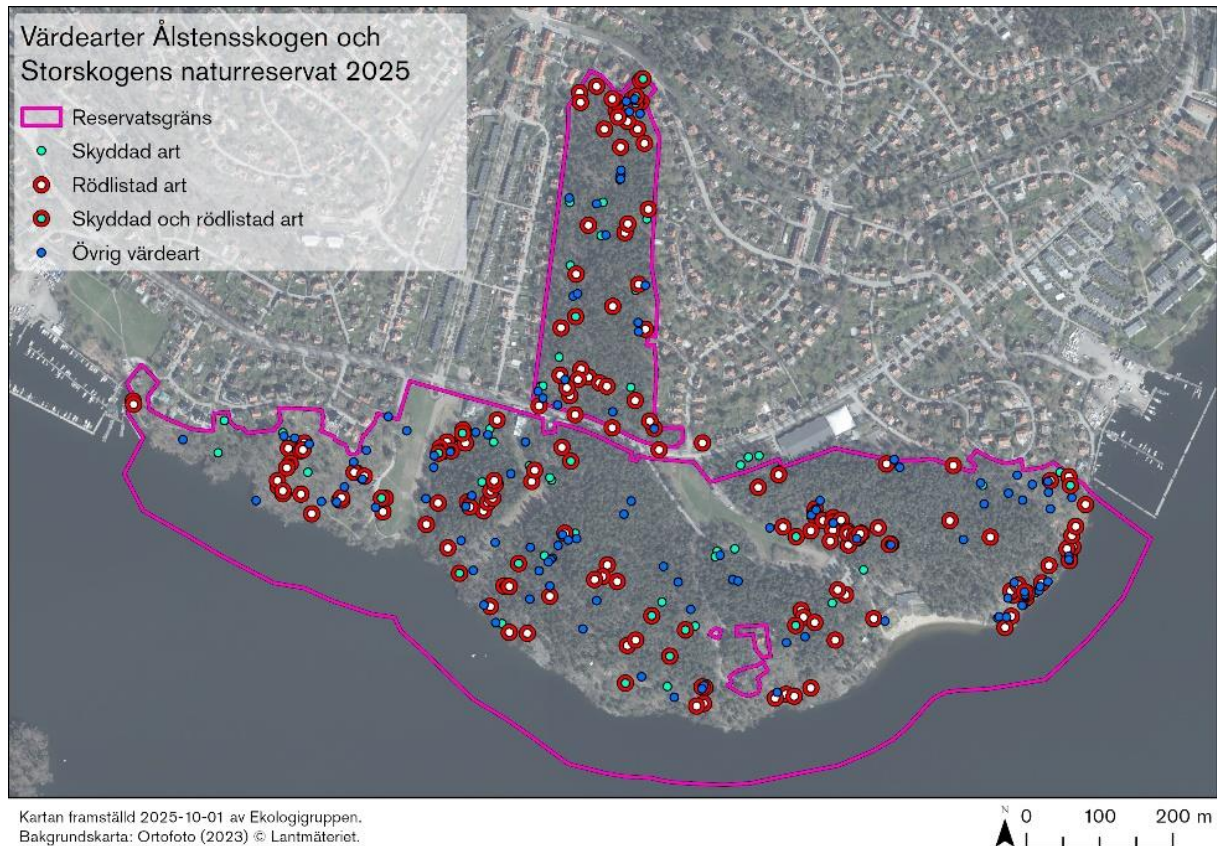 Värdearter Ålstensskogen och
Storskogens naturreservat 2025
Reservatsgräns
Skyddad art
Rödlistad art
Skyddad och rödlistad art
Övrig värdeart
Kartan framställd 2025-10-01 av Ekologigruppen.
Bakgrundskarta: Ortofoto (2023) © Lantmäteriet.
N
0 100 200 m